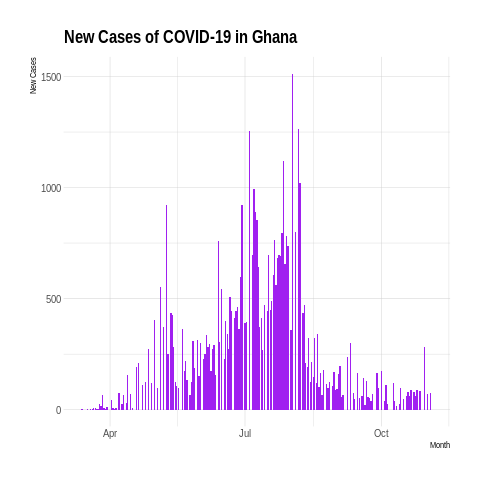 New Cases of COVID-19 in Ghana
New Cases
1500
1000
500
0
Apr
Jul
Oct
Month